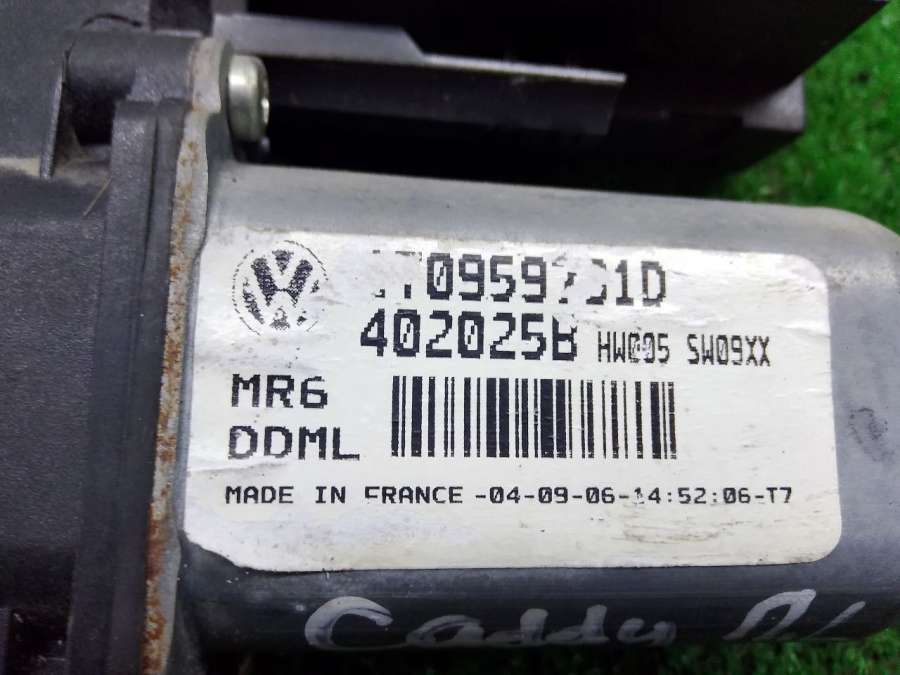 402025B HW005 SW09XX
MR6
DDML
MADE IN FRANCE -04-09-06-14:52:06-T7
Caddy